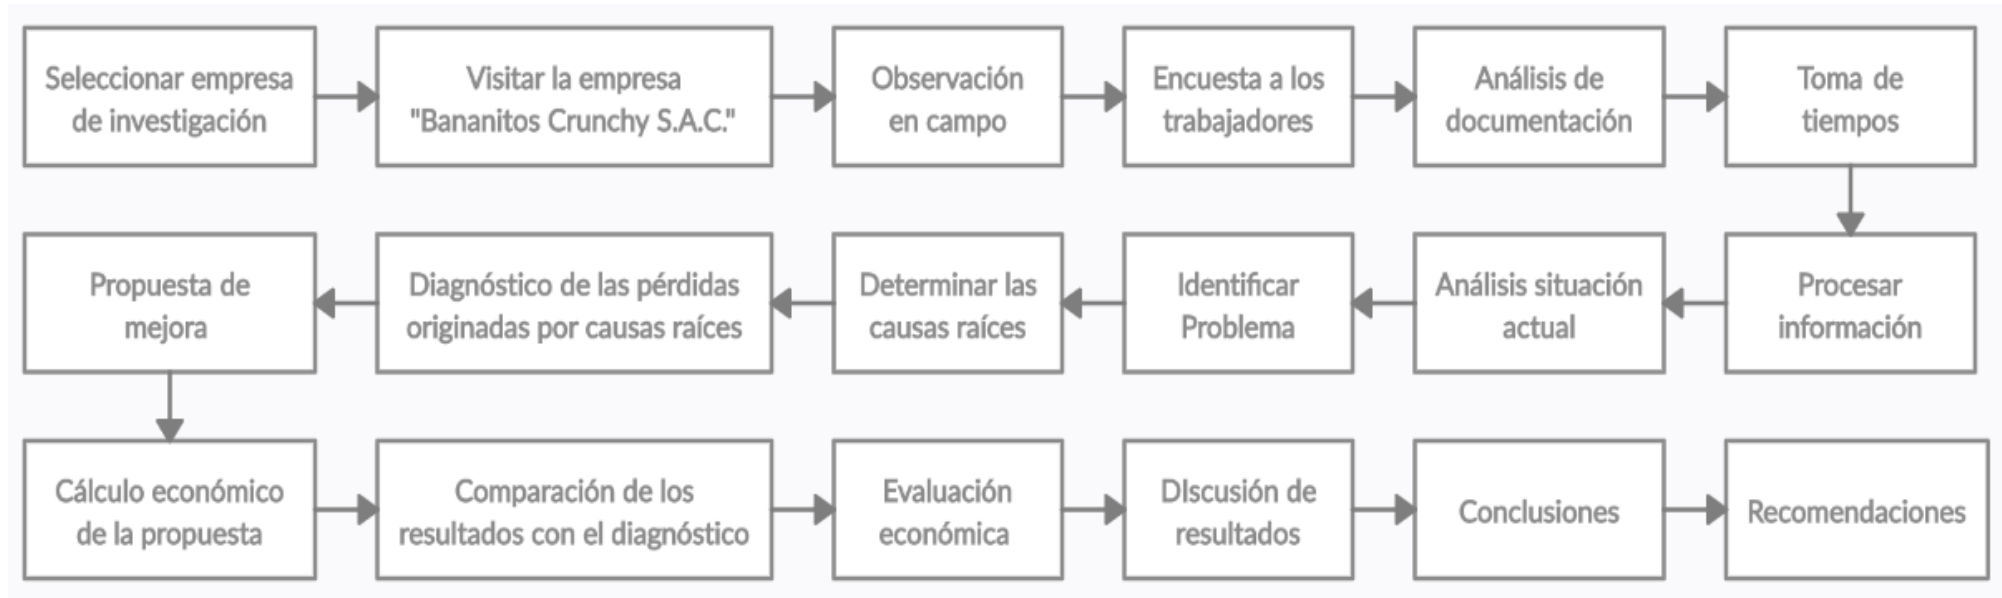 Seleccionar empresa
de investigación
Visitar la empresa
"Bananitos Crunchy S.A.C."
Observación
en campo
Encuesta a los
trabajadores
Análisis de
documentación
Toma de
tiempos
Procesar
información
Análisis situación
actual
Identificar
Problema
Determinar las
causas raíces
Diagnóstico de las pérdidas
originadas por causas raíces
Propuesta de
mejora
Cálculo económico
de la propuesta
Comparación de los
resultados con el diagnóstico
Evaluación
económica
DIscusión de
resultados
Conclusiones
Recomendaciones